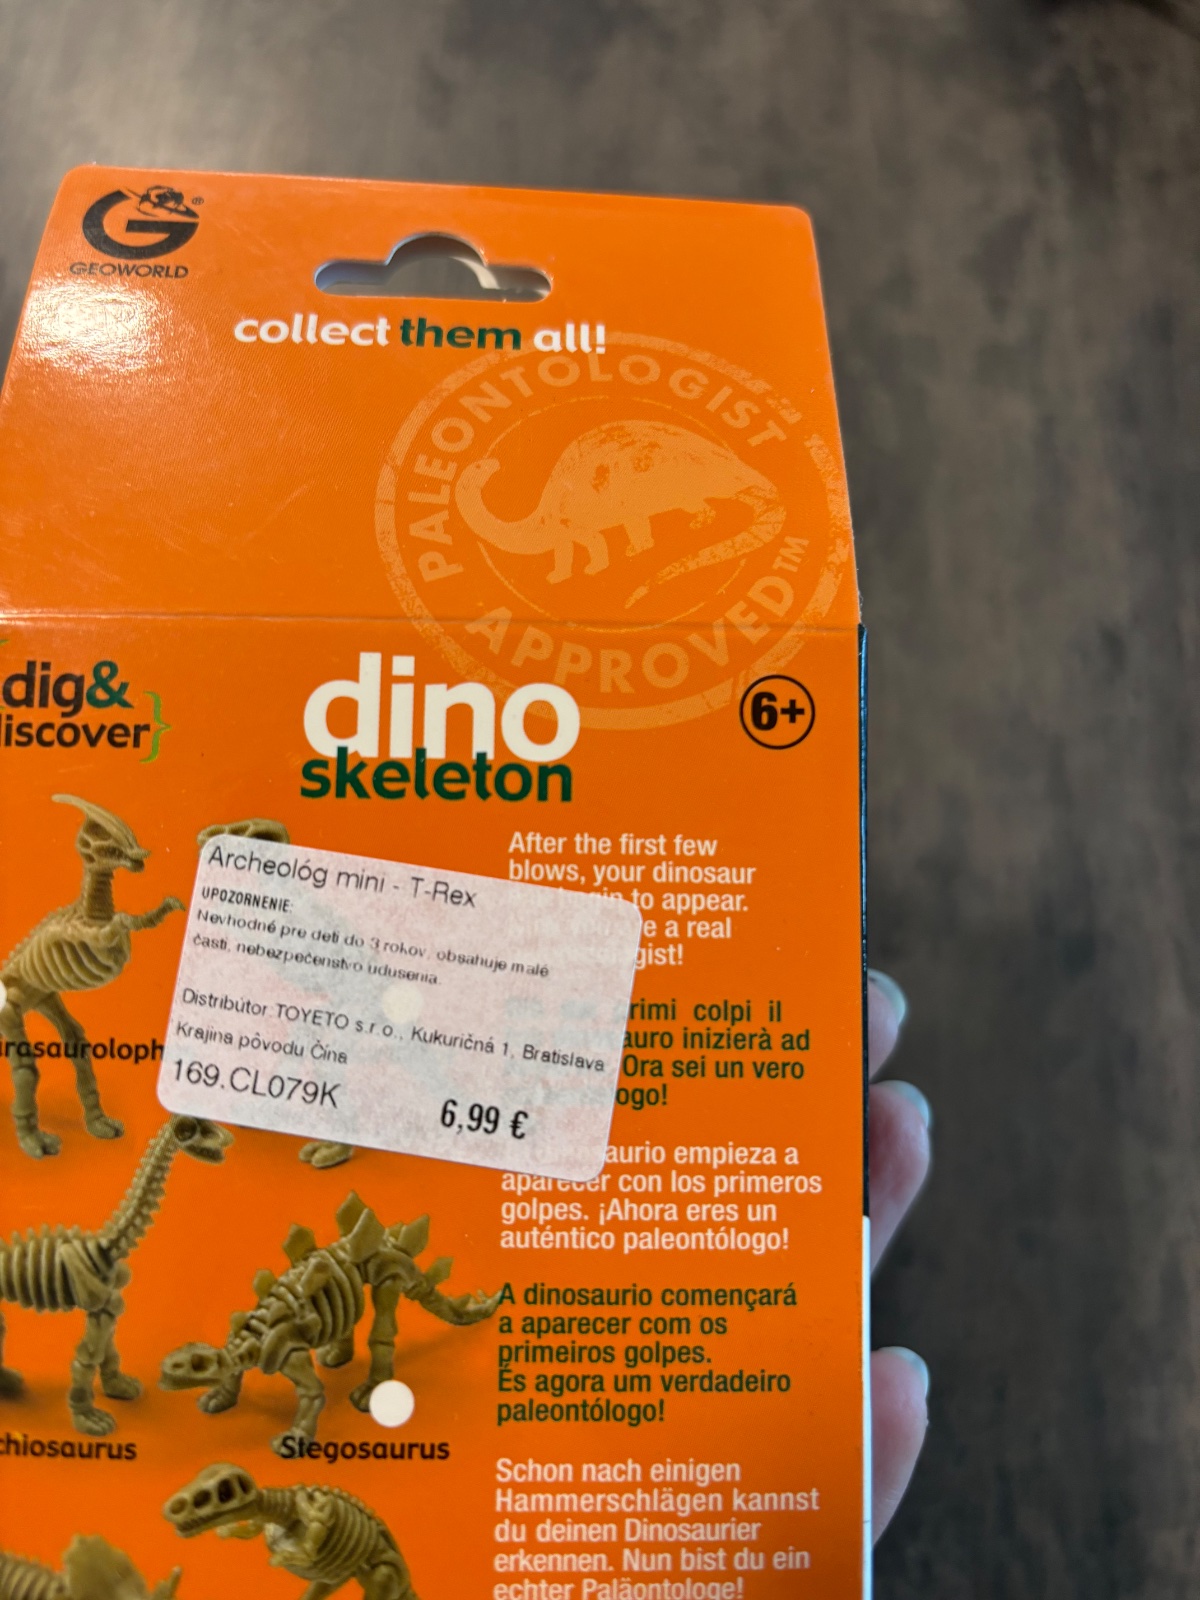 GEOWORLD
collect them all!
PALEONTOLOGIST
APPROVED™
dig&
discover}
dino
skeleton
6+
After the first few
blows, your dinosaur
to appear.
a real
Archeológ mini - T-Rex
UPOZORNENIE:
Nevhodné pre deti do 3 rokov, obsahuje malé
časti, nebezpečenstvo udusenia.
Distribútor: TOYETO s.r.o., Kukuričná 1, Bratislava
Krajina pôvodu Čína
169.CL079K
6,99 €
primi colpi il
inizierà ad
Ora sei un vero
empieza a
aparecer con los primeros
golpes. ¡Ahora eres un
auténtico paleontólogo!
A dinosaurio començará
a aparecer com os
primeiros golpes.
És agora um verdadeiro
paleontólogo!
Schon nach einigen
Hammerschlägen kannst
du deinen Dinosaurier
erkennen. Nun bist du ein
echter Paläontologe!
Stegosaurus